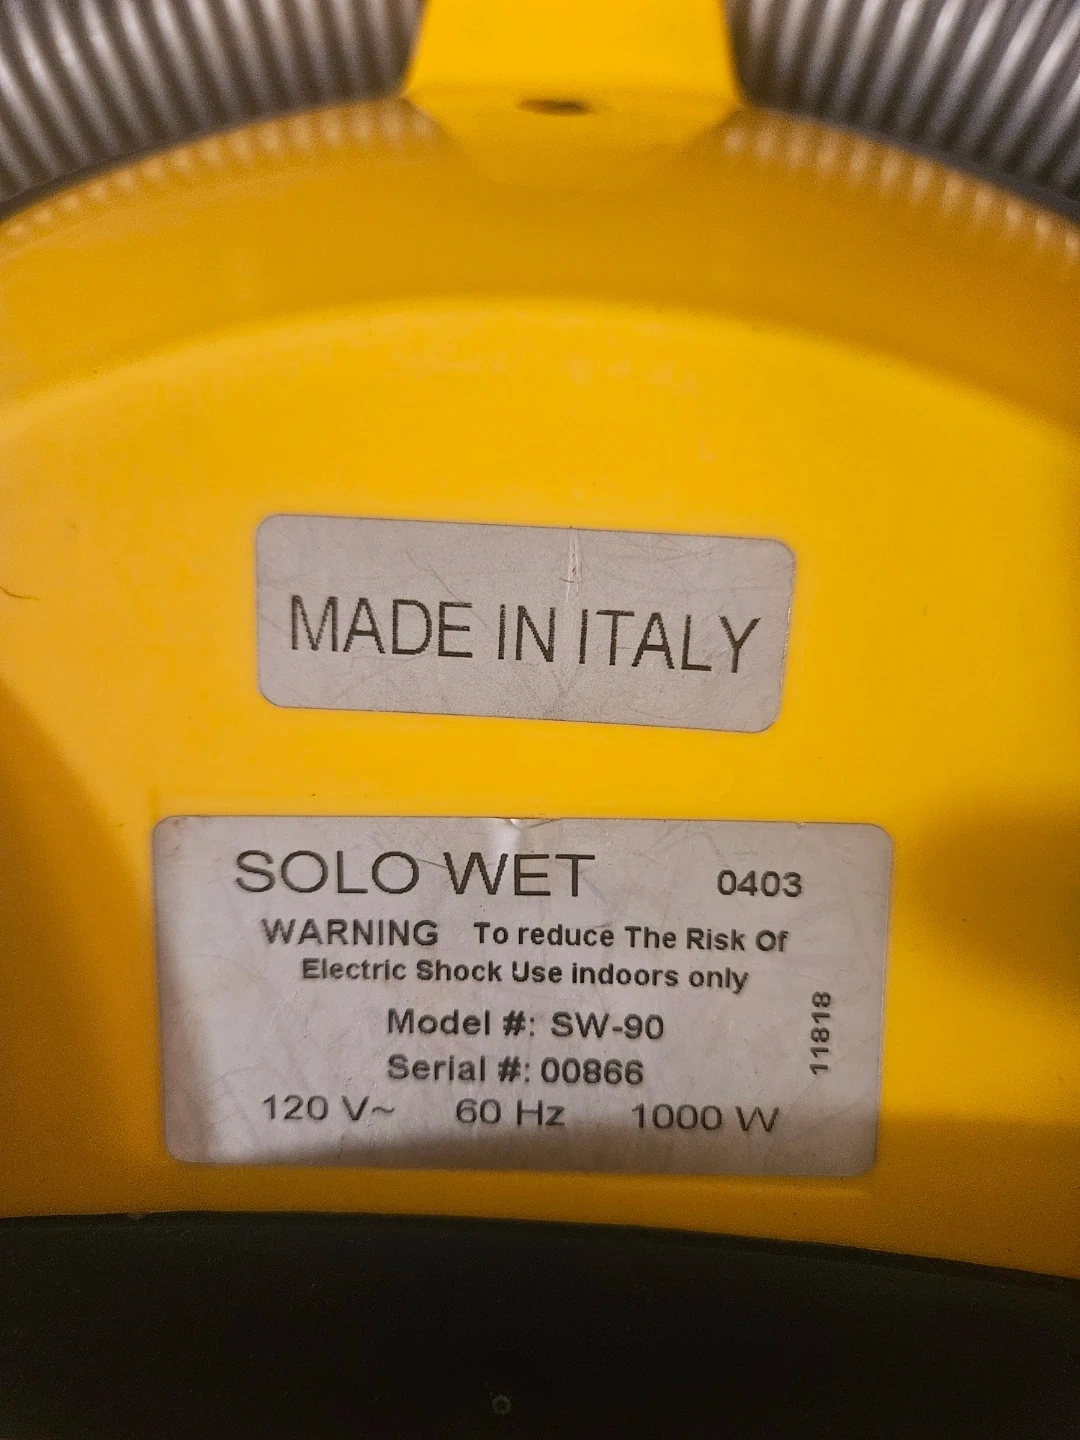 MADE IN ITALY
SOLO WET 0403
WARNING To reduce The Risk Of
Electric Shock Use indoors only
Model #: SW-90
Serial #: 00866
120 V~ 60 Hz 1000 W
11818